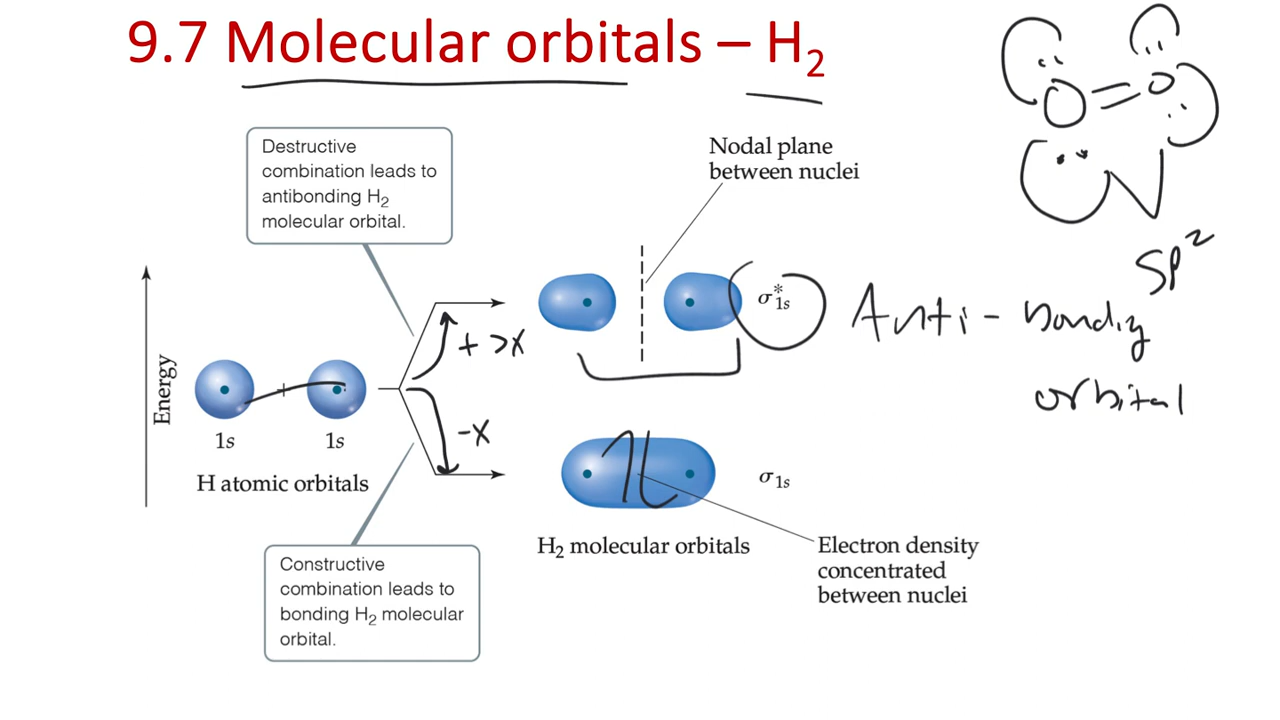 9.7 Molecular orbitals – H₂
O=O
sp²
Destructive
combination leads to
antibonding H₂
molecular orbital.
Nodal plane
between nuclei
σ*₁s
Anti-bonding
orbital
+ >x
-x
Energy
+
1s
1s
H atomic orbitals
σ₁s
H₂ molecular orbitals
Electron density
concentrated
between nuclei
Constructive
combination leads to
bonding H₂ molecular
orbital.